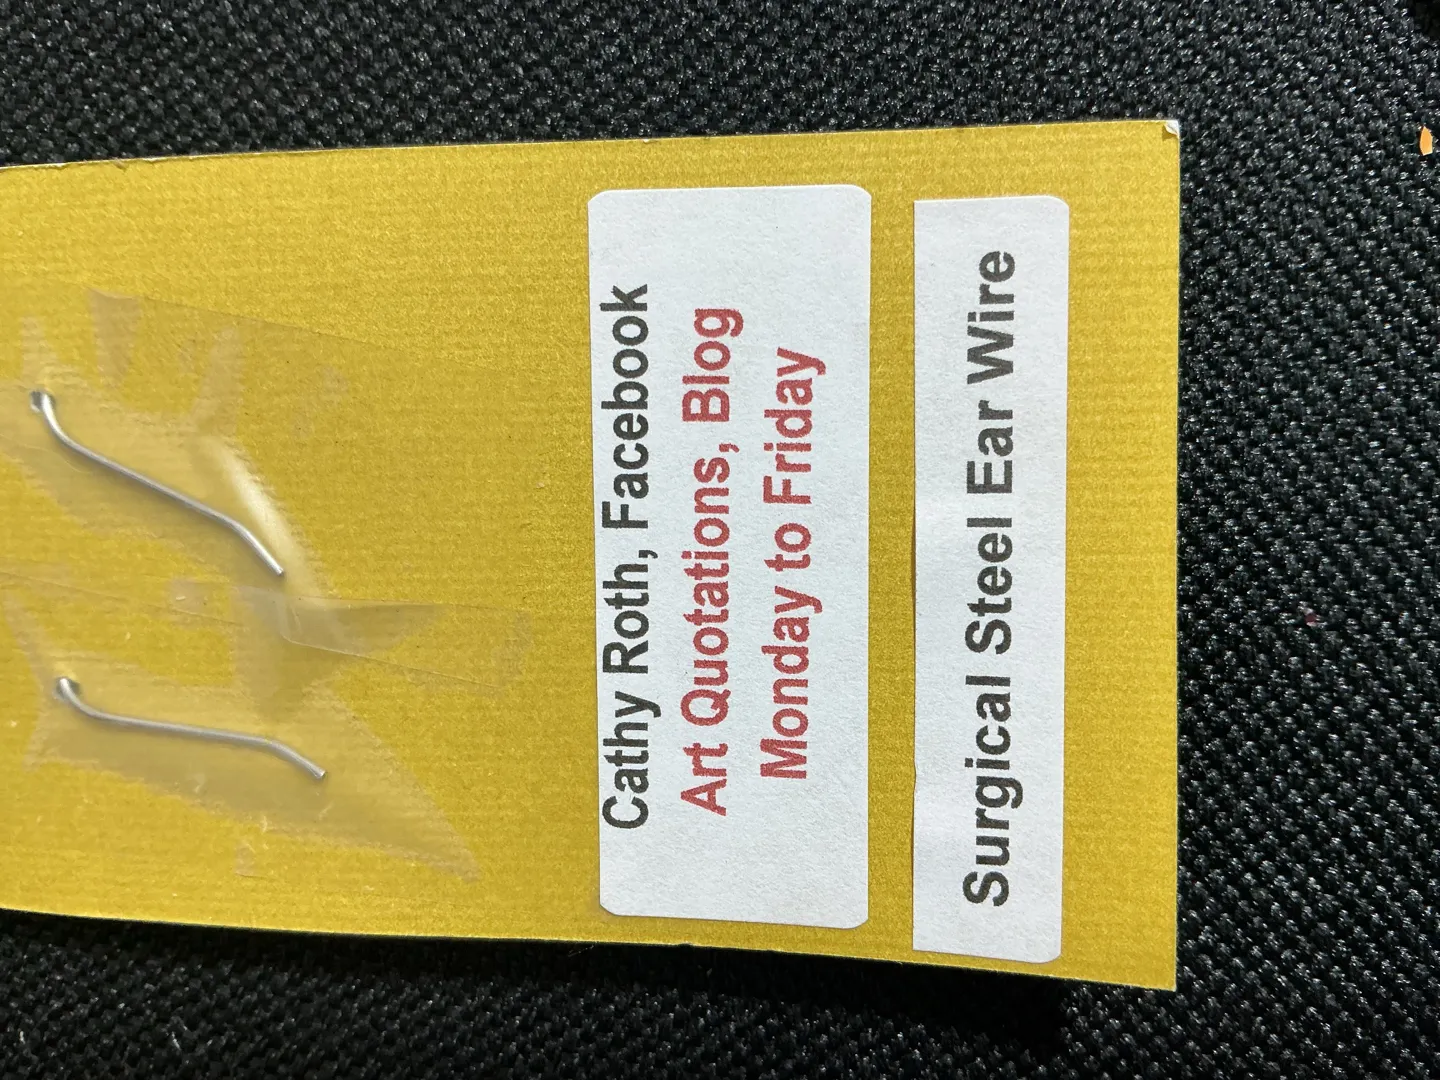 Cathy Roth, Facebook
Art Quotations, Blog
Monday to Friday
Surgical Steel Ear Wire